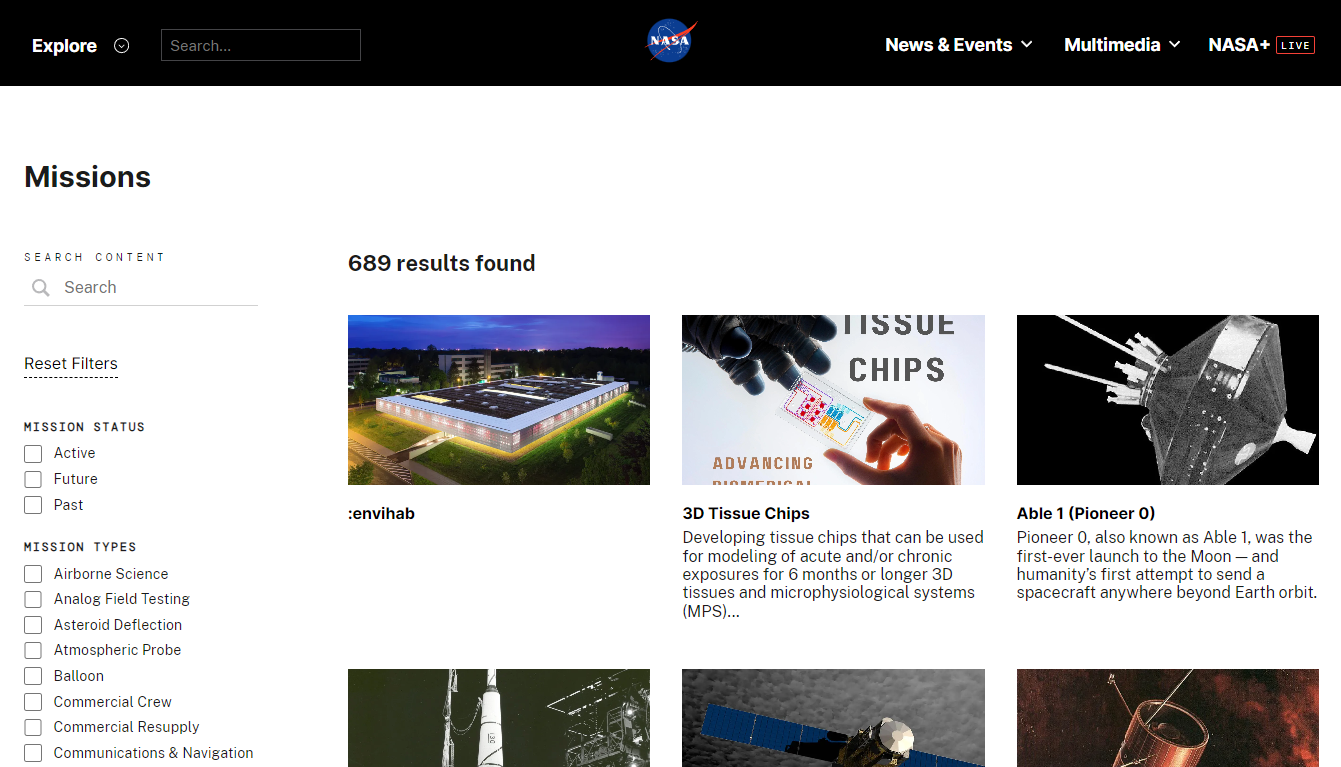 Explore
Search...
NASA
News & Events
Multimedia
NASA+ LIVE
Missions
SEARCH CONTENT
Search
Reset Filters
MISSION STATUS
Active
Future
Past
MISSION TYPES
Airborne Science
Analog Field Testing
Asteroid Deflection
Atmospheric Probe
Balloon
Commercial Crew
Commercial Resupply
Communications & Navigation
689 results found
:envihab
TISSUE
CHIPS
ADVANCING
BIOMEDICAL
3D Tissue Chips
Developing tissue chips that can be used
for modeling of acute and/or chronic
exposures for 6 months or longer 3D
tissues and microphysiological systems
(MPS)...
Able 1 (Pioneer 0)
Pioneer 0, also known as Able 1, was the
first-ever launch to the Moon — and
humanity’s first attempt to send a
spacecraft anywhere beyond Earth orbit.